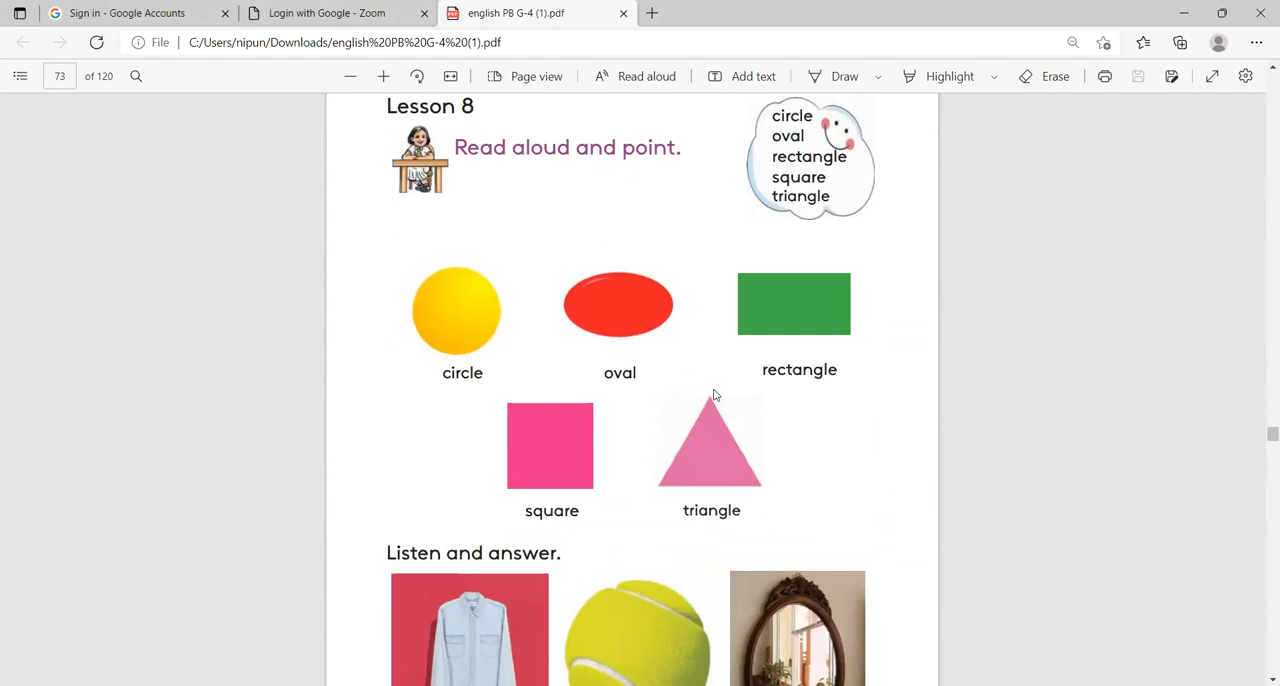 Sign in - Google Accounts
Login with Google - Zoom
english PB G-4 (1).pdf
File
C:/Users/nipun/Downloads/english%20PB%20G-4%20(1).pdf
73 of 120
Page view
Read aloud
Add text
Draw
Highlight
Erase
Lesson 8
Read aloud and point.
circle
oval
rectangle
square
triangle
circle
oval
rectangle
square
triangle
Listen and answer.